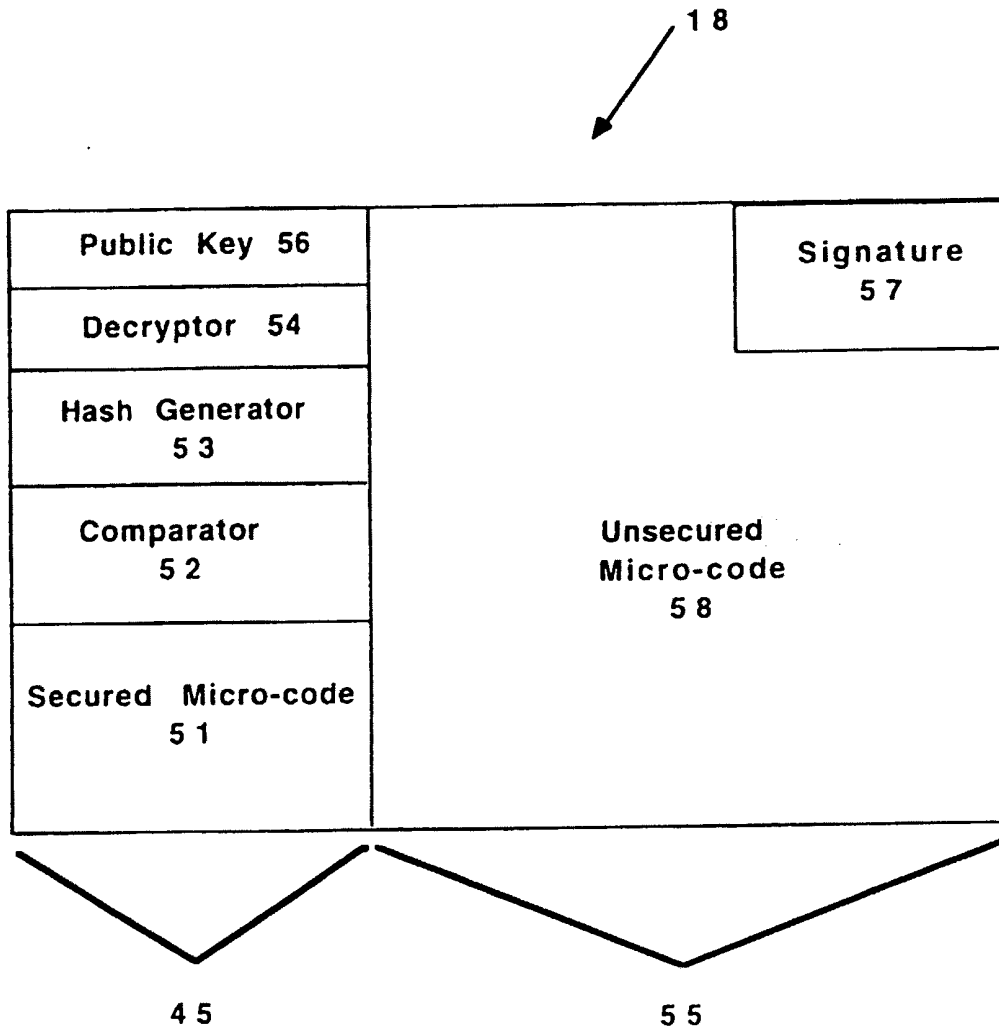 18
Public Key 56
Decryptor 54
Hash Generator
53
Comparator
52
Secured Micro-code
51
Signature
57
Unsecured
Micro-code
58
45
55